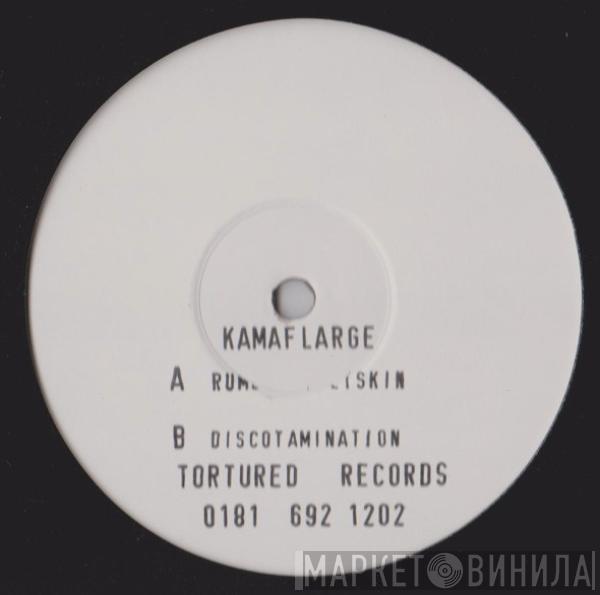 KAMAFLARGE
A
B DISCOTAMINATION
TORTURED RECORDS
0181 692 1202
МАРКЕТ ВИНИЛА